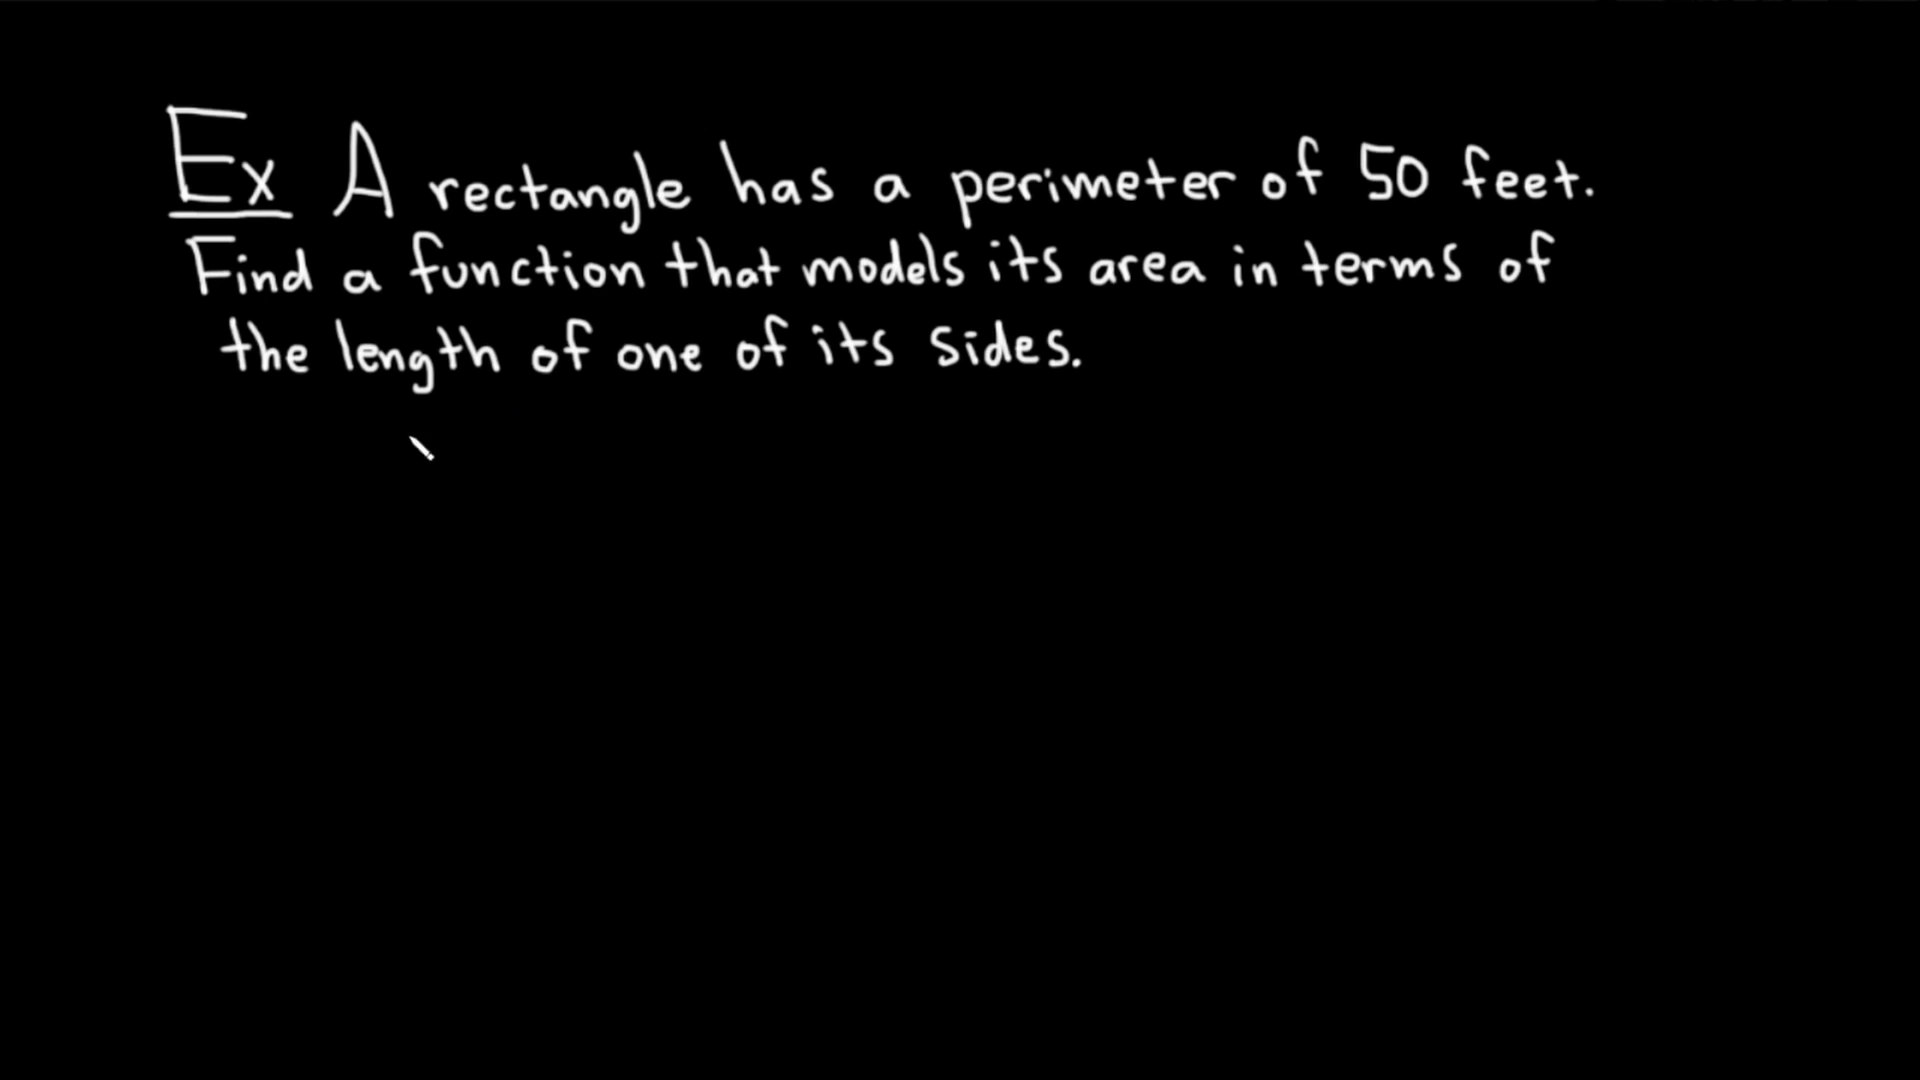 Ex A rectangle has a perimeter of 50 feet.
Find a function that models its area in terms of
the length of one of its sides.